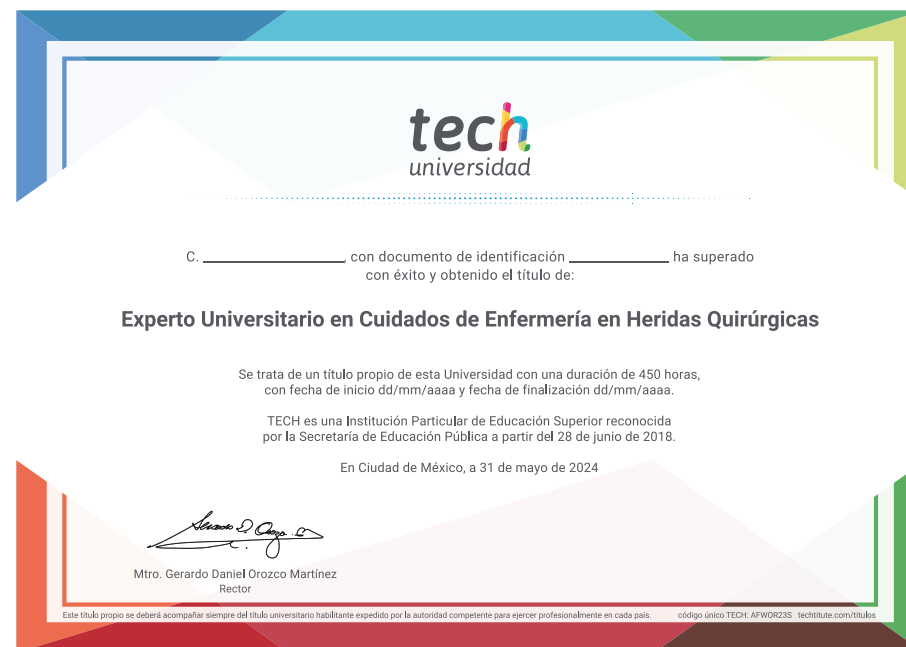 tech
universidad
C. ____________, con documento de identificación ____________ ha superado
con éxito y obtenido el título de:
Experto Universitario en Cuidados de Enfermería en Heridas Quirúrgicas
Se trata de un título propio de esta Universidad con una duración de 450 horas,
con fecha de inicio dd/mm/aaaa y fecha de finalización dd/mm/aaaa.
TECH es una Institución Particular de Educación Superior reconocida
por la Secretaría de Educación Pública a partir del 28 de junio de 2018.
En Ciudad de México, a 31 de mayo de 2024
Mtro. Gerardo Daniel Orozco Martínez
Rector
Este título propio se deberá acompañar siempre del título universitario habilitante expedido por la autoridad competente para ejercer profesionalmente en cada país. código único TECH: AFWOR23S techtitute.com/titulos